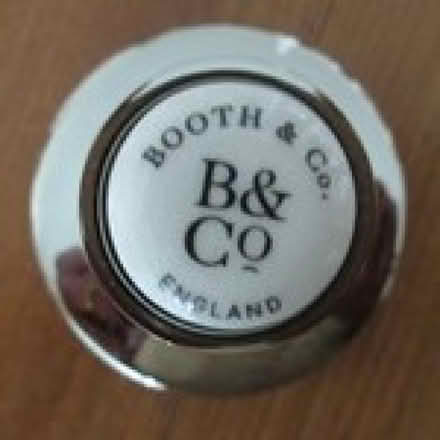 BOOTH & Co.
B&
Co
ENGLAND